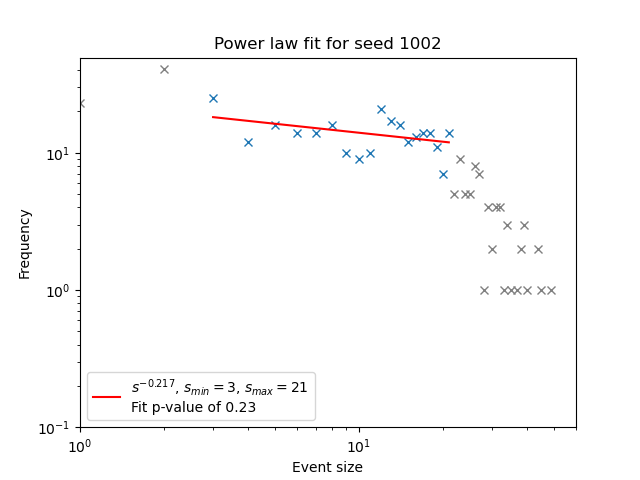 Power law fit for seed 1002
Frequency
10^1
10^0
10^-1
s^-0.217, s_min = 3, s_max = 21
Fit p-value of 0.23
10^0
10^1
Event size